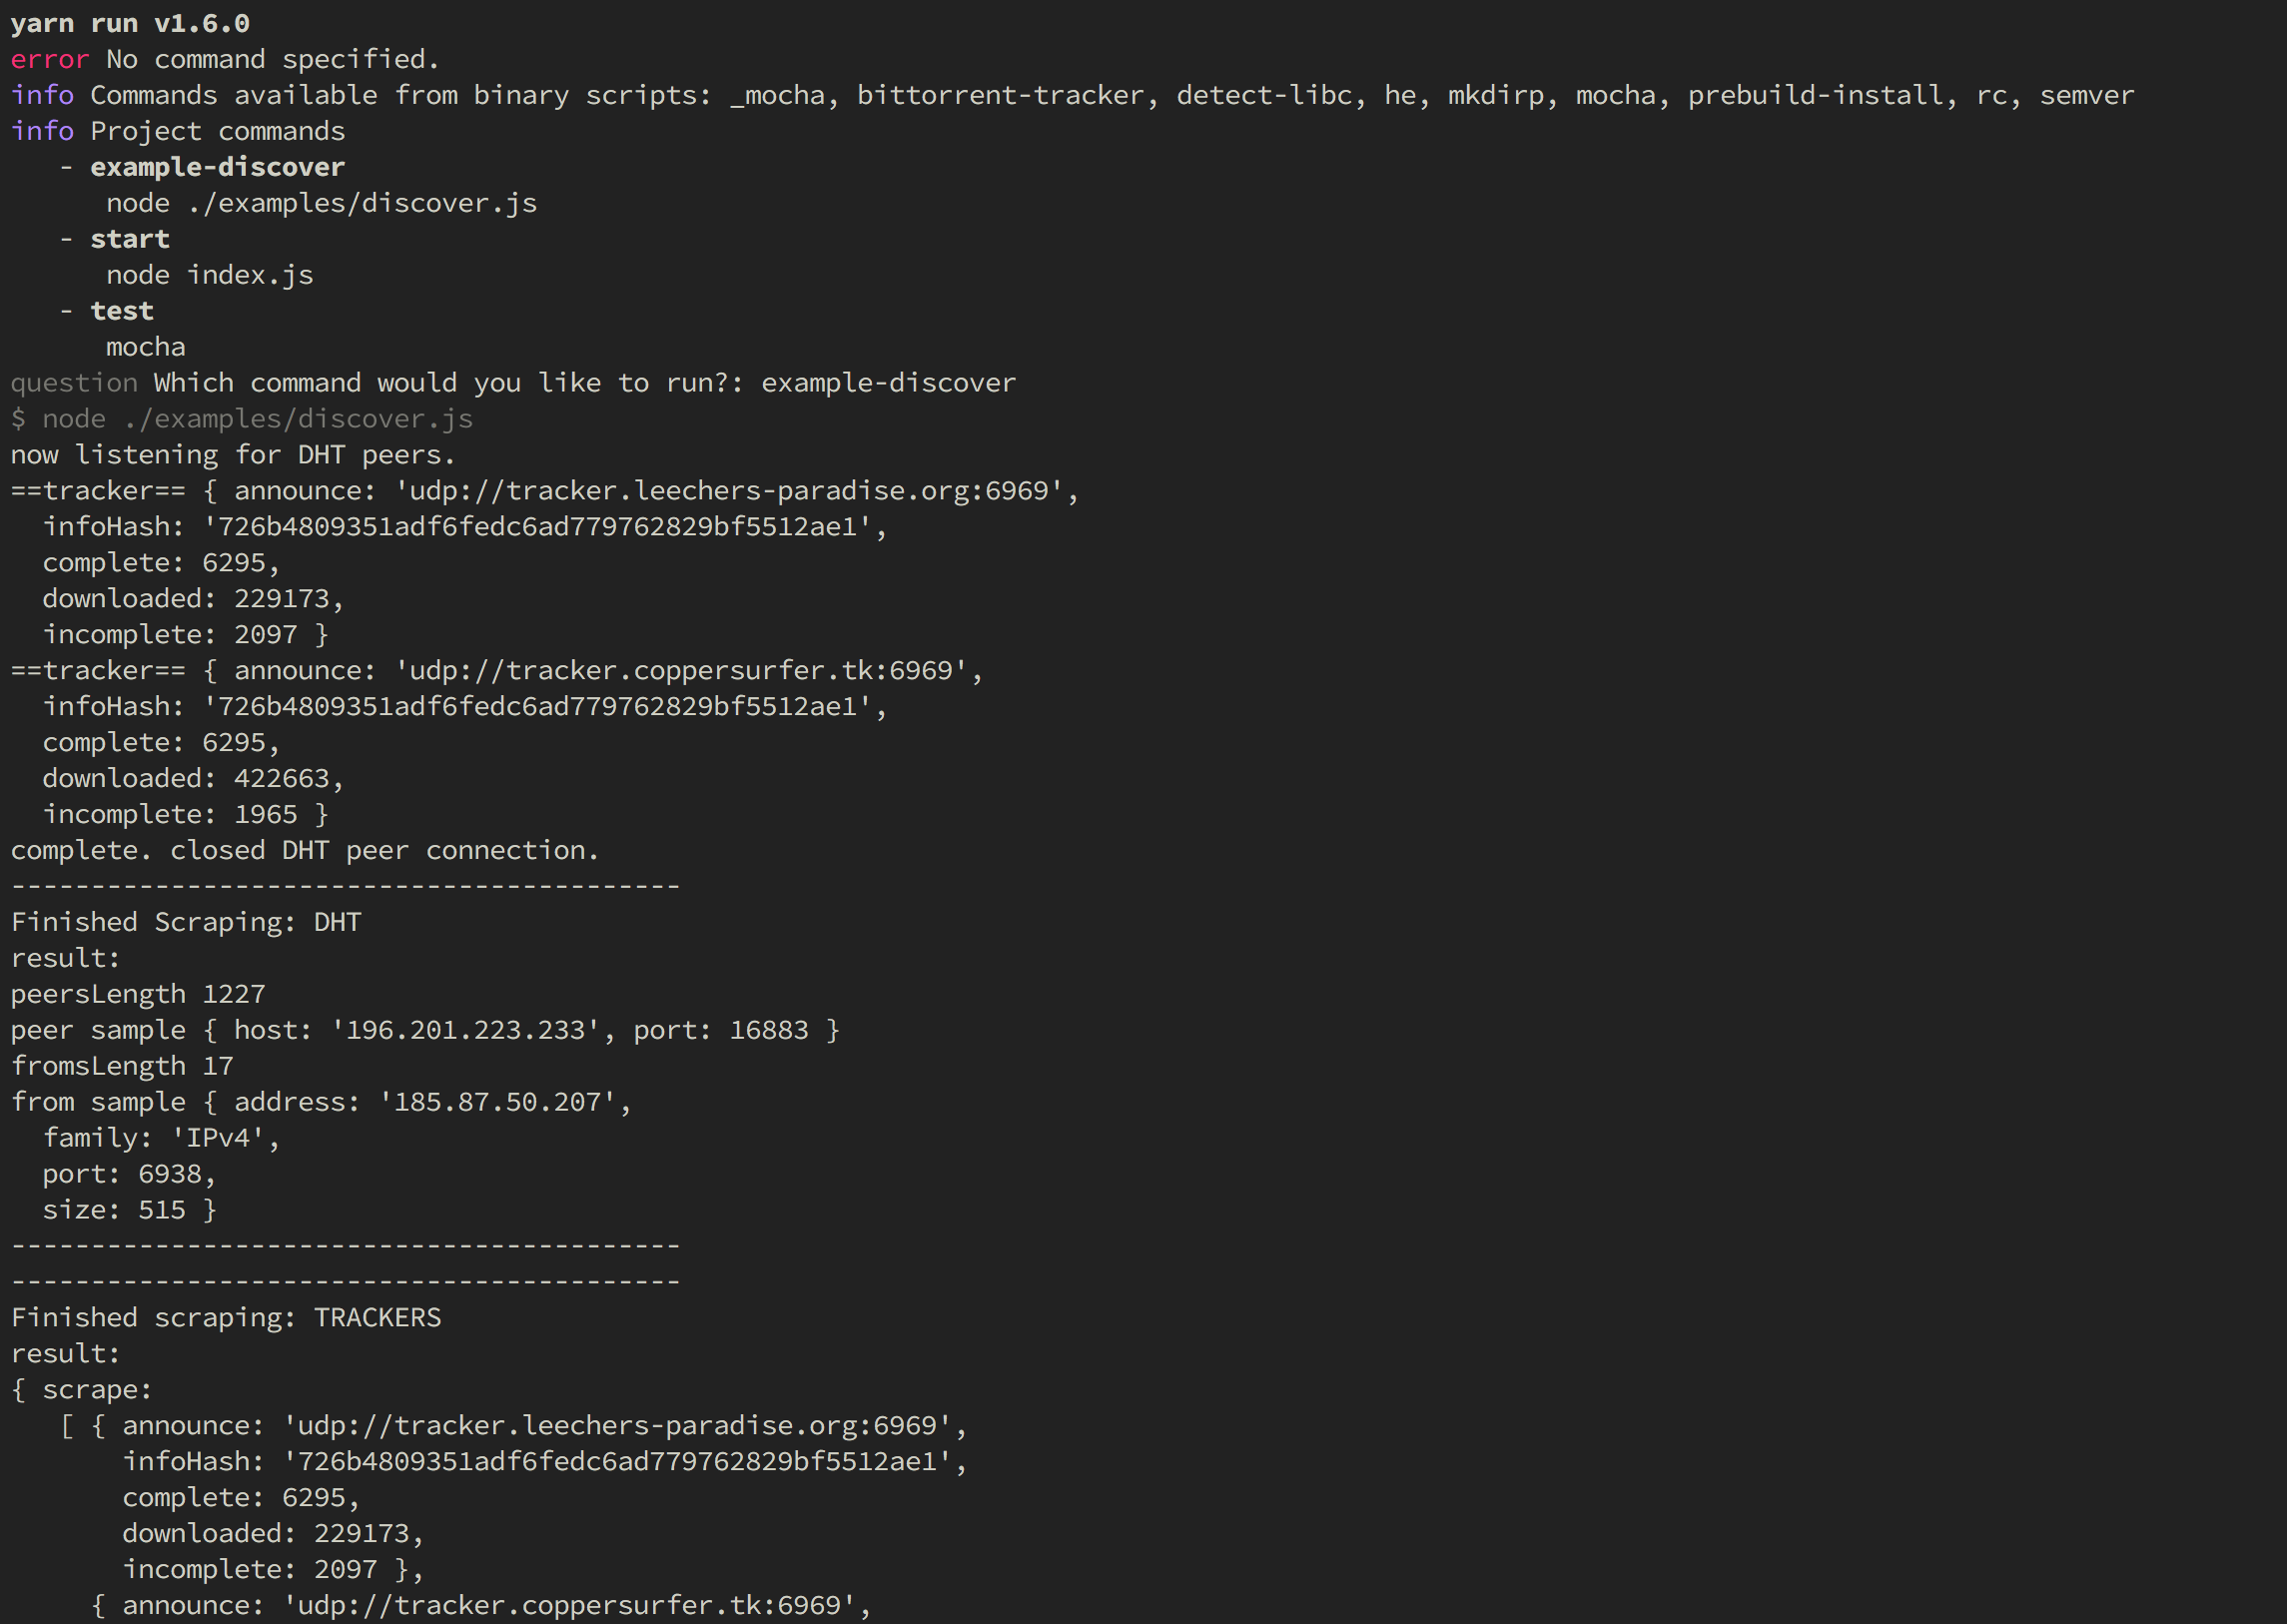 yarn run v1.6.0
error No command specified.
info Commands available from binary scripts: _mocha, bittorrent-tracker, detect-libc, he, mkdirp, mocha, prebuild-install, rc, semver
info Project commands
   - example-discover
      node ./examples/discover.js
   - start
      node index.js
   - test
      mocha
question Which command would you like to run?: example-discover
$ node ./examples/discover.js
now listening for DHT peers.
==tracker== { announce: 'udp://tracker.leechers-paradise.org:6969',
  infoHash: '726b4809351adf6fedc6ad779762829bf5512ae1',
  complete: 6295,
  downloaded: 229173,
  incomplete: 2097 }
==tracker== { announce: 'udp://tracker.coppersurfer.tk:6969',
  infoHash: '726b4809351adf6fedc6ad779762829bf5512ae1',
  complete: 6295,
  downloaded: 422663,
  incomplete: 1965 }
complete. closed DHT peer connection.
------------------------------------------
Finished Scraping: DHT
result:
peersLength 1227
peer sample { host: '196.201.223.233', port: 16883 }
fromsLength 17
from sample { address: '185.87.50.207',
  family: 'IPv4',
  port: 6938,
  size: 515 }
------------------------------------------
------------------------------------------
Finished scraping: TRACKERS
result:
{ scrape:
   [ { announce: 'udp://tracker.leechers-paradise.org:6969',
       infoHash: '726b4809351adf6fedc6ad779762829bf5512ae1',
       complete: 6295,
       downloaded: 229173,
       incomplete: 2097 },
     { announce: 'udp://tracker.coppersurfer.tk:6969',